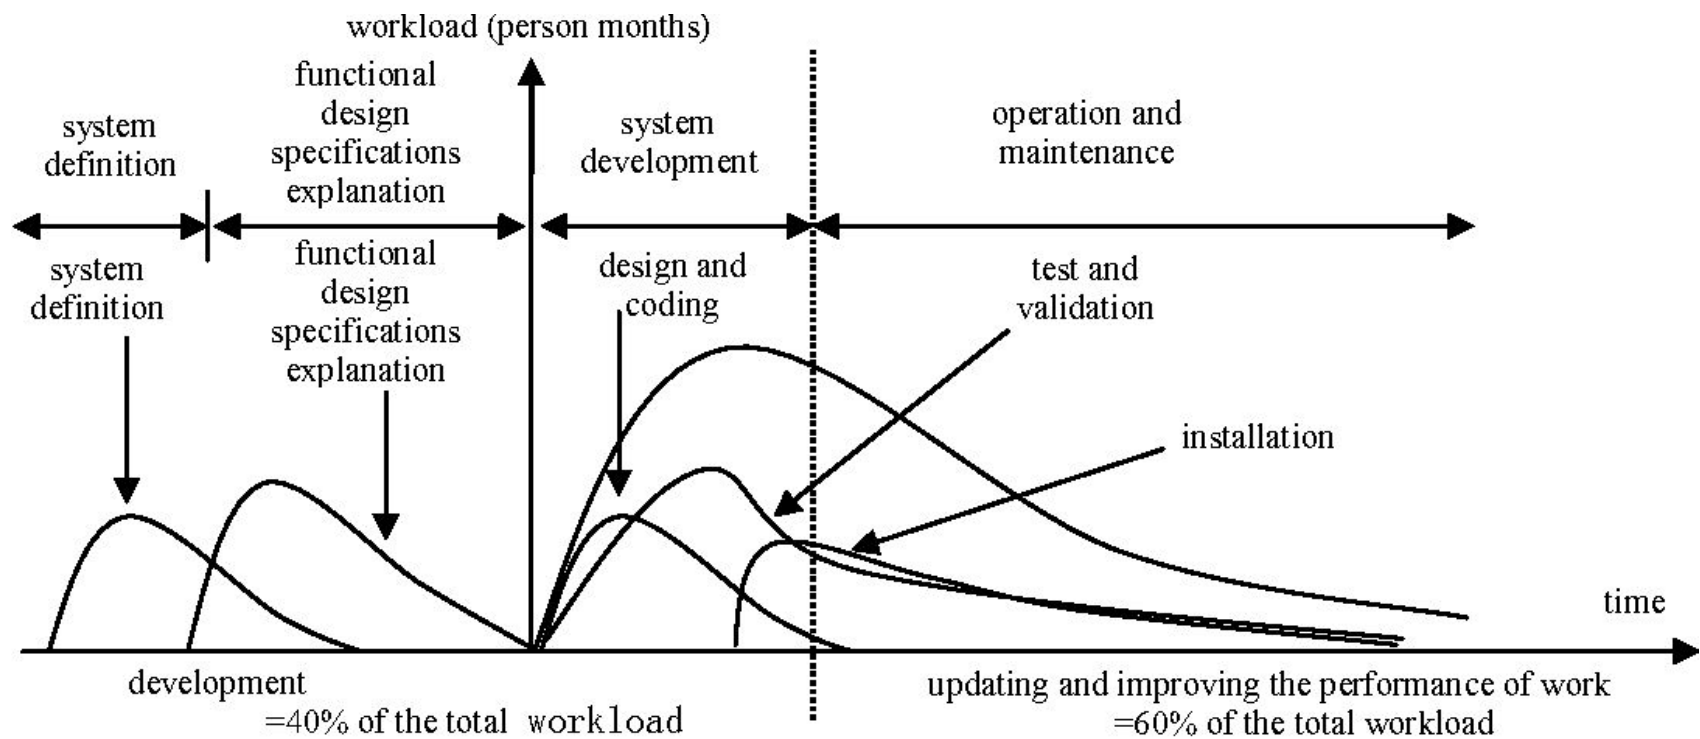 workload (person months)
system
definition
functional
design
specifications
explanation
system
development
operation and
maintenance
system
definition
functional
design
specifications
explanation
design and
coding
test and
validation
installation
time
development
=40% of the total workload
updating and improving the performance of work
=60% of the total workload